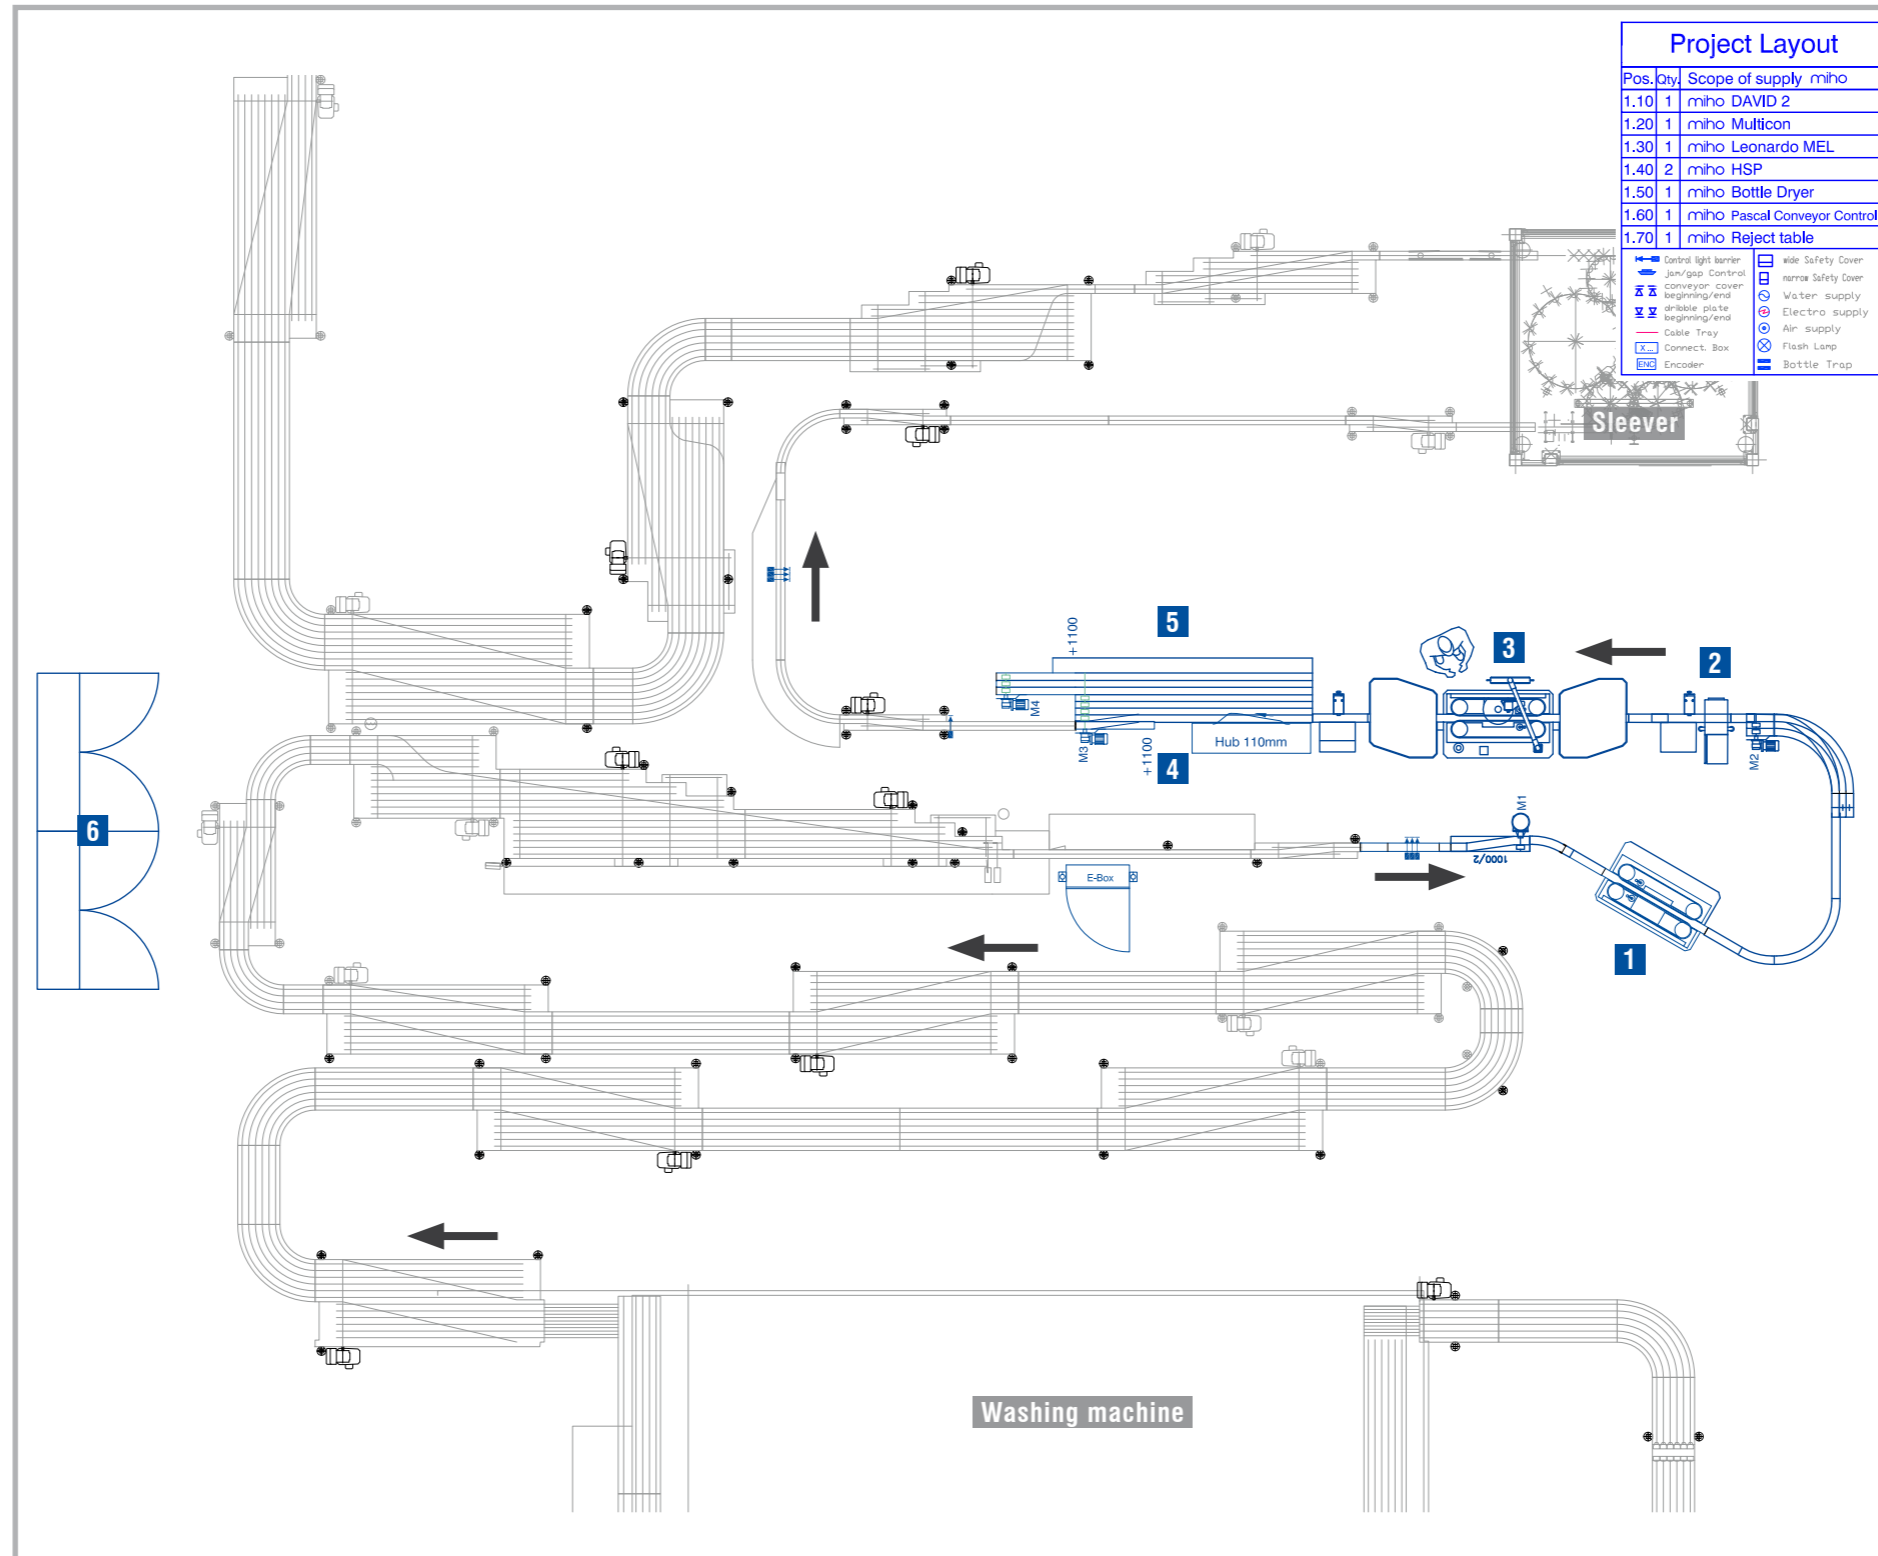 Project Layout
Pos. Qty. Scope of supply miho
1.10 1 miho DAVID 2
1.20 1 miho Multicon
1.30 1 miho Leonardo MEL
1.40 2 miho HSP
1.50 1 miho Bottle Dryer
1.60 1 miho Pascal Conveyor Control
1.70 1 miho Reject table
Control light barrier
jam/gap Control
conveyor cover
beginning/end
dribble plate
beginning/end
Cable Tray
X... Connect. Box
ENC Encoder
wide Safety Cover
narrow Safety Cover
Water supply
Electro supply
Air supply
Flash Lamp
Bottle Trap
Sleever
5
+1100
3
2
M4
Hub 110mm
M3
+1100
4
M2
6
M1
1000/2
E-Box
1
Washing machine